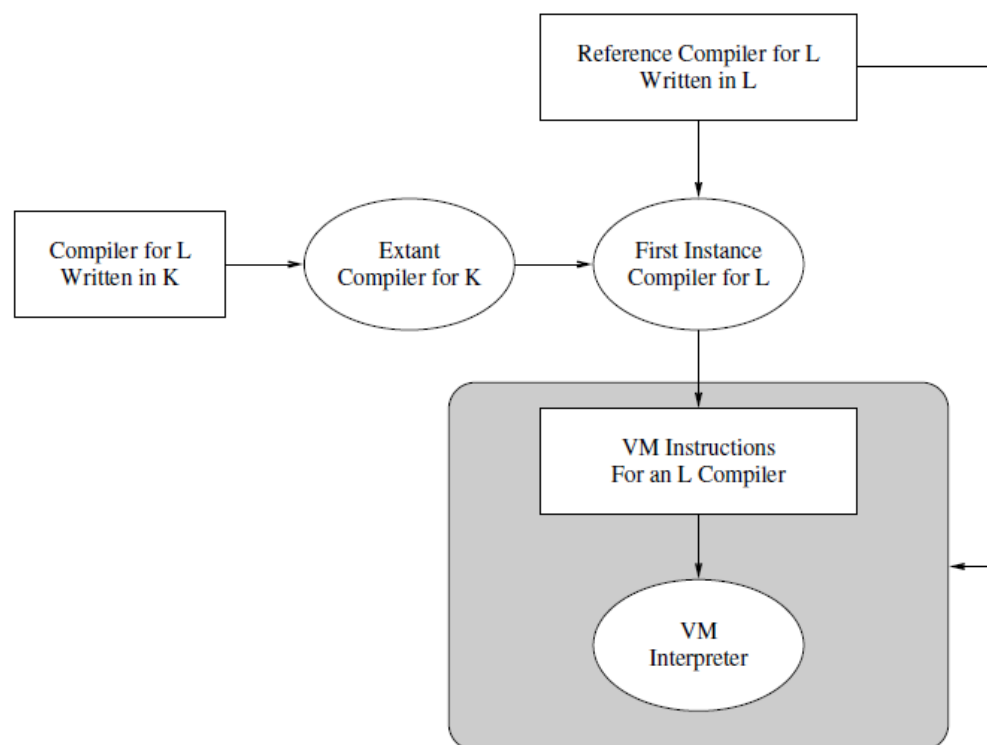 Reference Compiler for L
Written in L
Compiler for L
Written in K
Extant
Compiler for K
First Instance
Compiler for L
VM Instructions
For an L Compiler
VM
Interpreter